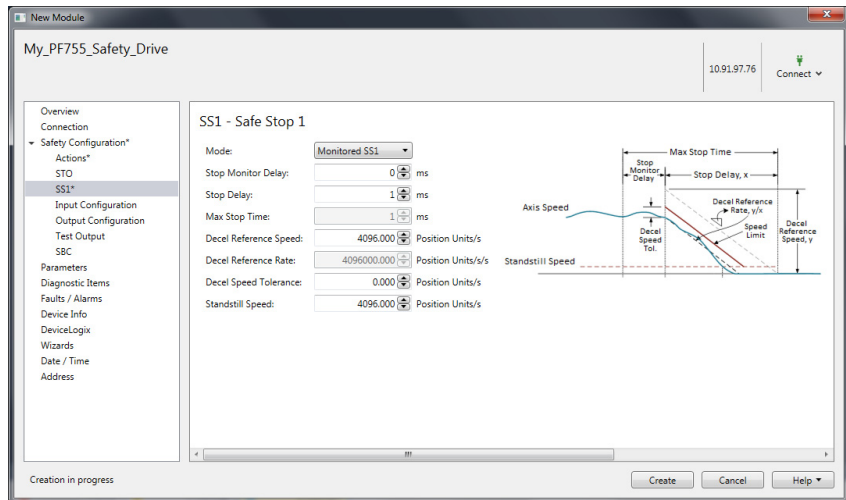 New Module
My_PF755_Safety_Drive
10.91.97.76
Connect
Overview
Connection
Safety Configuration*
Actions*
STO
SS1*
Input Configuration
Output Configuration
Test Output
SBC
Parameters
Diagnostic Items
Faults / Alarms
Device Info
DeviceLogix
Wizards
Date / Time
Address
SS1 - Safe Stop 1
Mode: Monitored SS1
Stop Monitor Delay: 0 ms
Stop Delay: 1 ms
Max Stop Time: 1 ms
Decel Reference Speed: 4096.000 Position Units/s
Decel Reference Rate: 4096000.000 Position Units/s/s
Decel Speed Tolerance: 0.000 Position Units/s
Standstill Speed: 4096.000 Position Units/s
Max Stop Time
Stop
Monitor
Delay
Stop Delay, x
Axis Speed
Decel Reference
Rate, y/x
Decel
Speed
Tol.
Speed
Limit
Decel
Reference
Speed, y
Standstill Speed
Creation in progress
Create
Cancel
Help